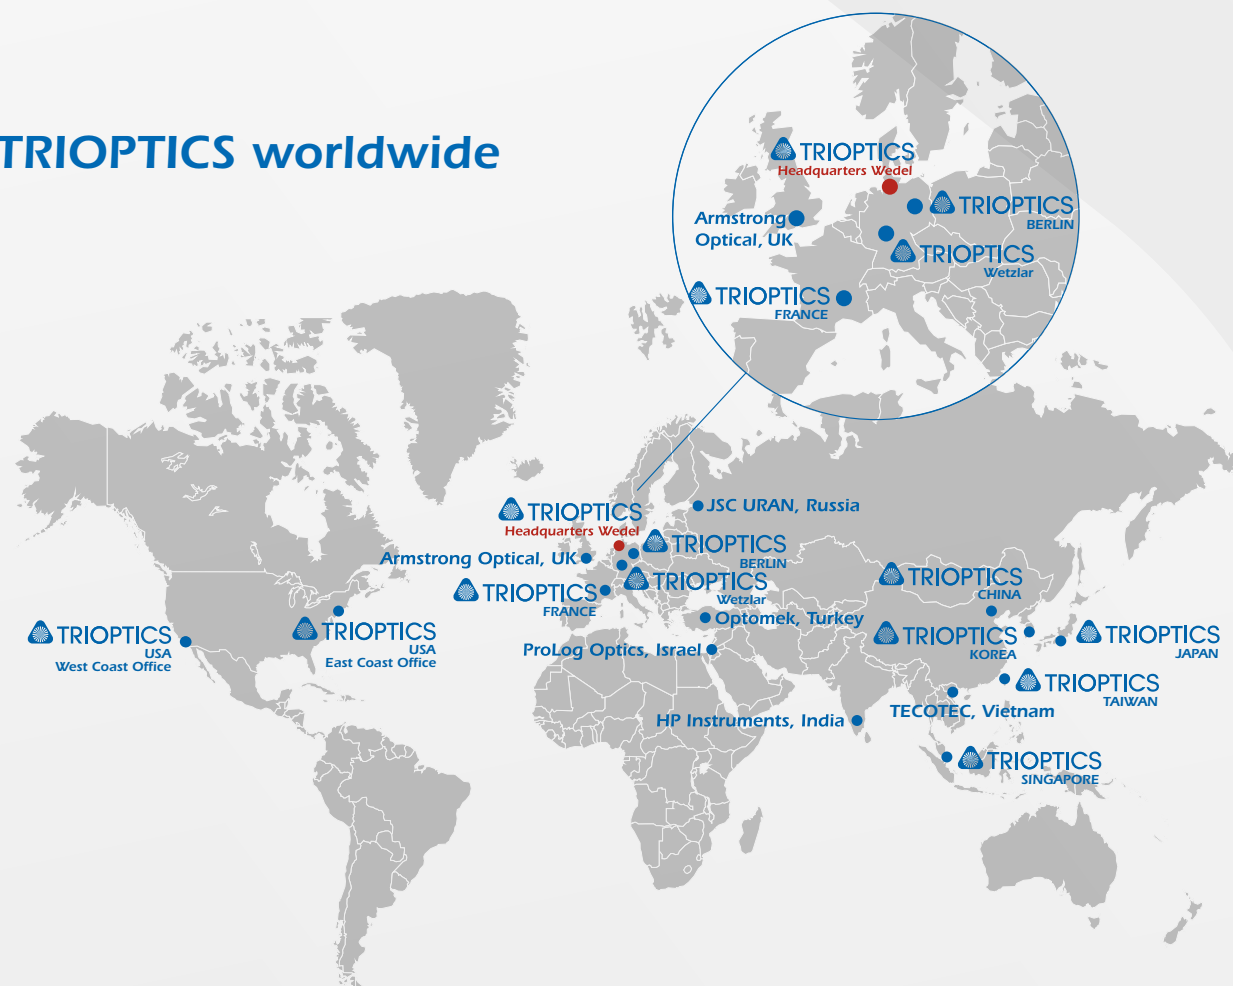 TRIOPTICS worldwide
TRIOPTICS
Headquarters Wedel
TRIOPTICS
BERLIN
Armstrong
Optical, UK
TRIOPTICS
Wetzlar
TRIOPTICS
FRANCE
JSC URAN, Russia
TRIOPTICS
Headquarters Wedel
TRIOPTICS
BERLIN
Armstrong Optical, UK
TRIOPTICS
Wetzlar
TRIOPTICS
FRANCE
TRIOPTICS
CHINA
Optomek, Turkey
TRIOPTICS
USA
West Coast Office
TRIOPTICS
USA
East Coast Office
ProLog Optics, Israel
TRIOPTICS
KOREA
TRIOPTICS
JAPAN
TRIOPTICS
TAIWAN
TECOTEC, Vietnam
HP Instruments, India
TRIOPTICS
SINGAPORE